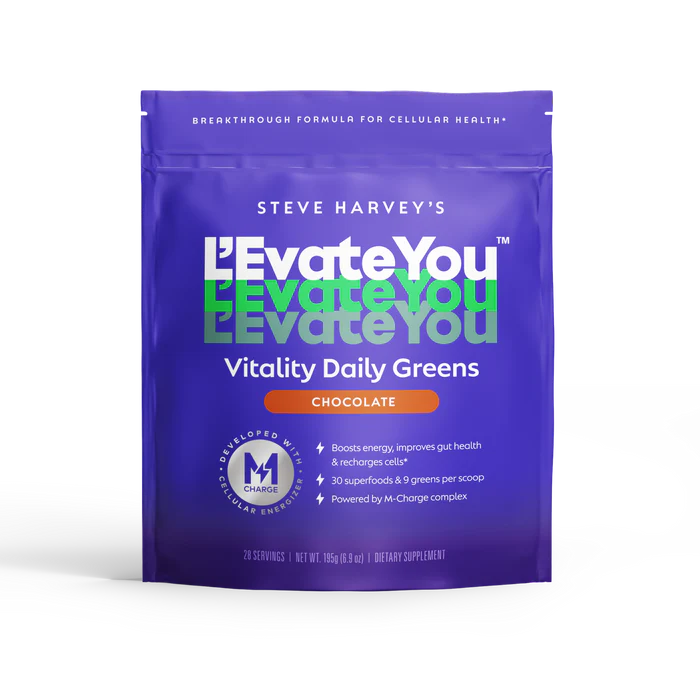 BREAKTHROUGH FORMULA FOR CELLULAR HEALTH*
STEVE HARVEY'S
L'EvateYou™
L'EvateYou
L'EvateYou
Vitality Daily Greens
CHOCOLATE
DEVELOPED WITH
M
CHARGE
CELLULAR ENERGIZER
Boosts energy, improves gut health
& recharges cells*
30 superfoods & 9 greens per scoop
Powered by M-Charge complex
28 SERVINGS | NET WT. 195g (6.9 oz) | DIETARY SUPPLEMENT